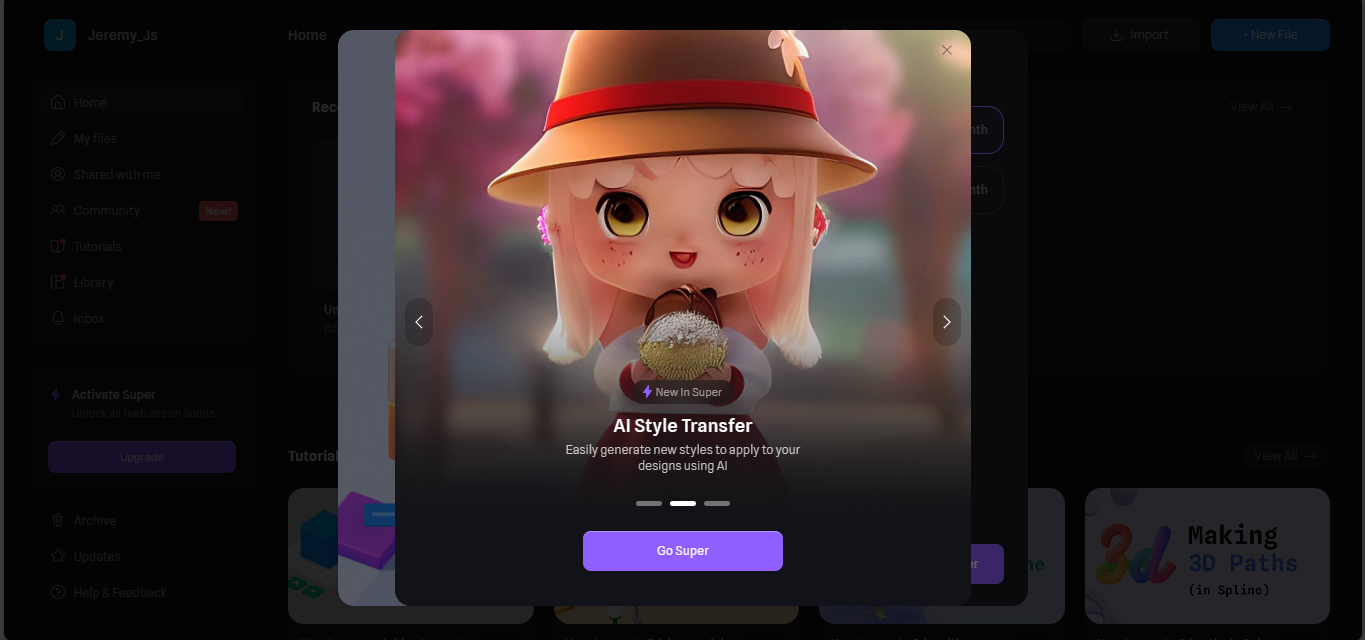 J
Jeremy_Js
Home
Import
+ New File
Home
My files
Shared with me
Community
New!
Tutorials
Library
Inbox
Activate Super
Unlock all features on Spline
Upgrade
Archive
Updates
Help & Feedback
View All
New In Super
AI Style Transfer
Easily generate new styles to apply to your
designs using AI
Go Super
View All
3d
Making
3D Paths
(in Spline)